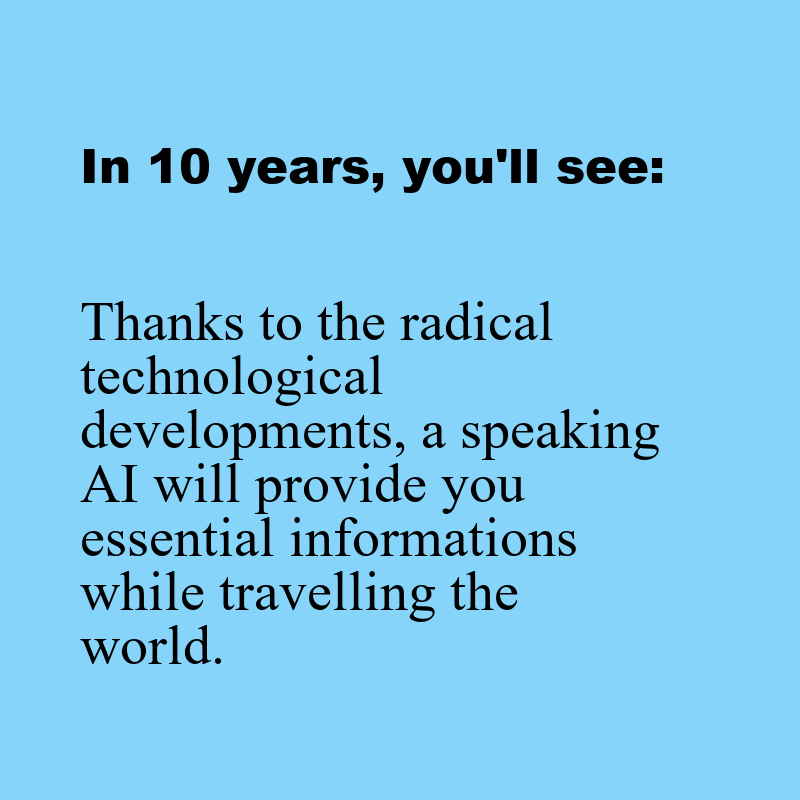 In 10 years, you'll see:
Thanks to the radical
technological
developments, a speaking
AI will provide you
essential informations
while travelling the
world.